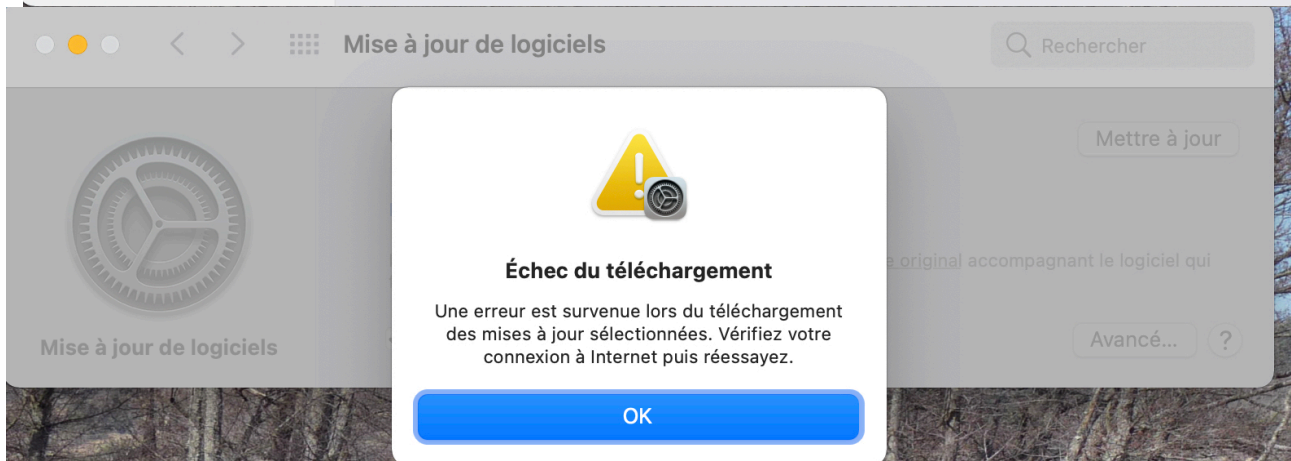 Mise à jour de logiciels
Rechercher
Mettre à jour
Échec du téléchargement
original accompagnant le logiciel qui
Une erreur est survenue lors du téléchargement
des mises à jour sélectionnées. Vérifiez votre
connexion à Internet puis réessayez.
Mise à jour de logiciels
Avancé...
?
OK